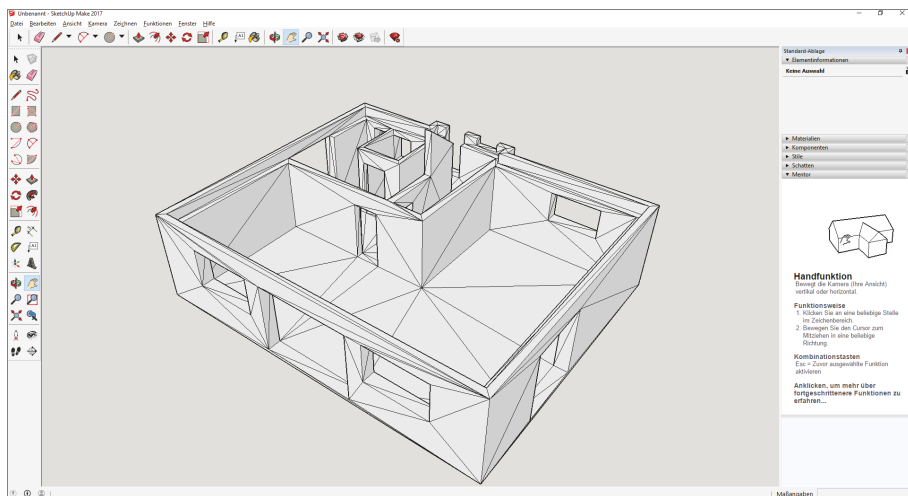 Unbenannt - SketchUp Make 2017
Datei Bearbeiten Ansicht Kamera Zeichnen Funktionen Fenster Hilfe
Standard-Ablage
▼ Elementinformationen
Keine Auswahl
► Materialien
► Komponenten
► Stile
► Schatten
▼ Mentor
Handfunktion
Bewegt die Kamera (Ihre Ansicht)
vertikal oder horizontal.
Funktionsweise
1. Klicken Sie an eine beliebige Stelle
im Zeichenbereich.
2. Bewegen Sie den Cursor zum
Mitziehen in eine beliebige
Richtung.
Kombinationstasten
Esc = Zuver ausgewählte Funktion
aktivieren
Anklicken, um mehr über
fortgeschrittenere Funktionen zu
erfahren...
Maßangaben